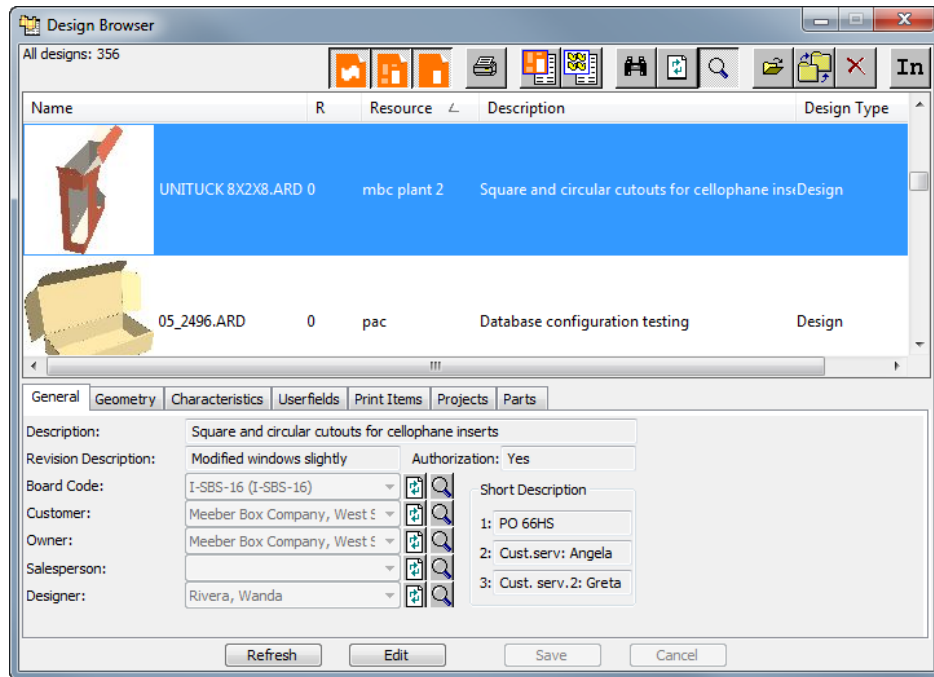 Design Browser
All designs: 356
In
Name R Resource Description Design Type
UNITUCK 8X2X8.ARD 0 mbc plant 2 Square and circular cutouts for cellophane inse Design
05_2496.ARD 0 pac Database configuration testing Design
General Geometry Characteristics Userfields Print Items Projects Parts
Description: Square and circular cutouts for cellophane inserts
Revision Description: Modified windows slightly Authorization: Yes
Board Code: I-SBS-16 (I-SBS-16) Short Description
Customer: Meeber Box Company, West S 1: PO 66HS
Owner: Meeber Box Company, West S 2: Cust.serv: Angela
Salesperson: 3: Cust. serv.2: Greta
Designer: Rivera, Wanda
Refresh Edit Save Cancel